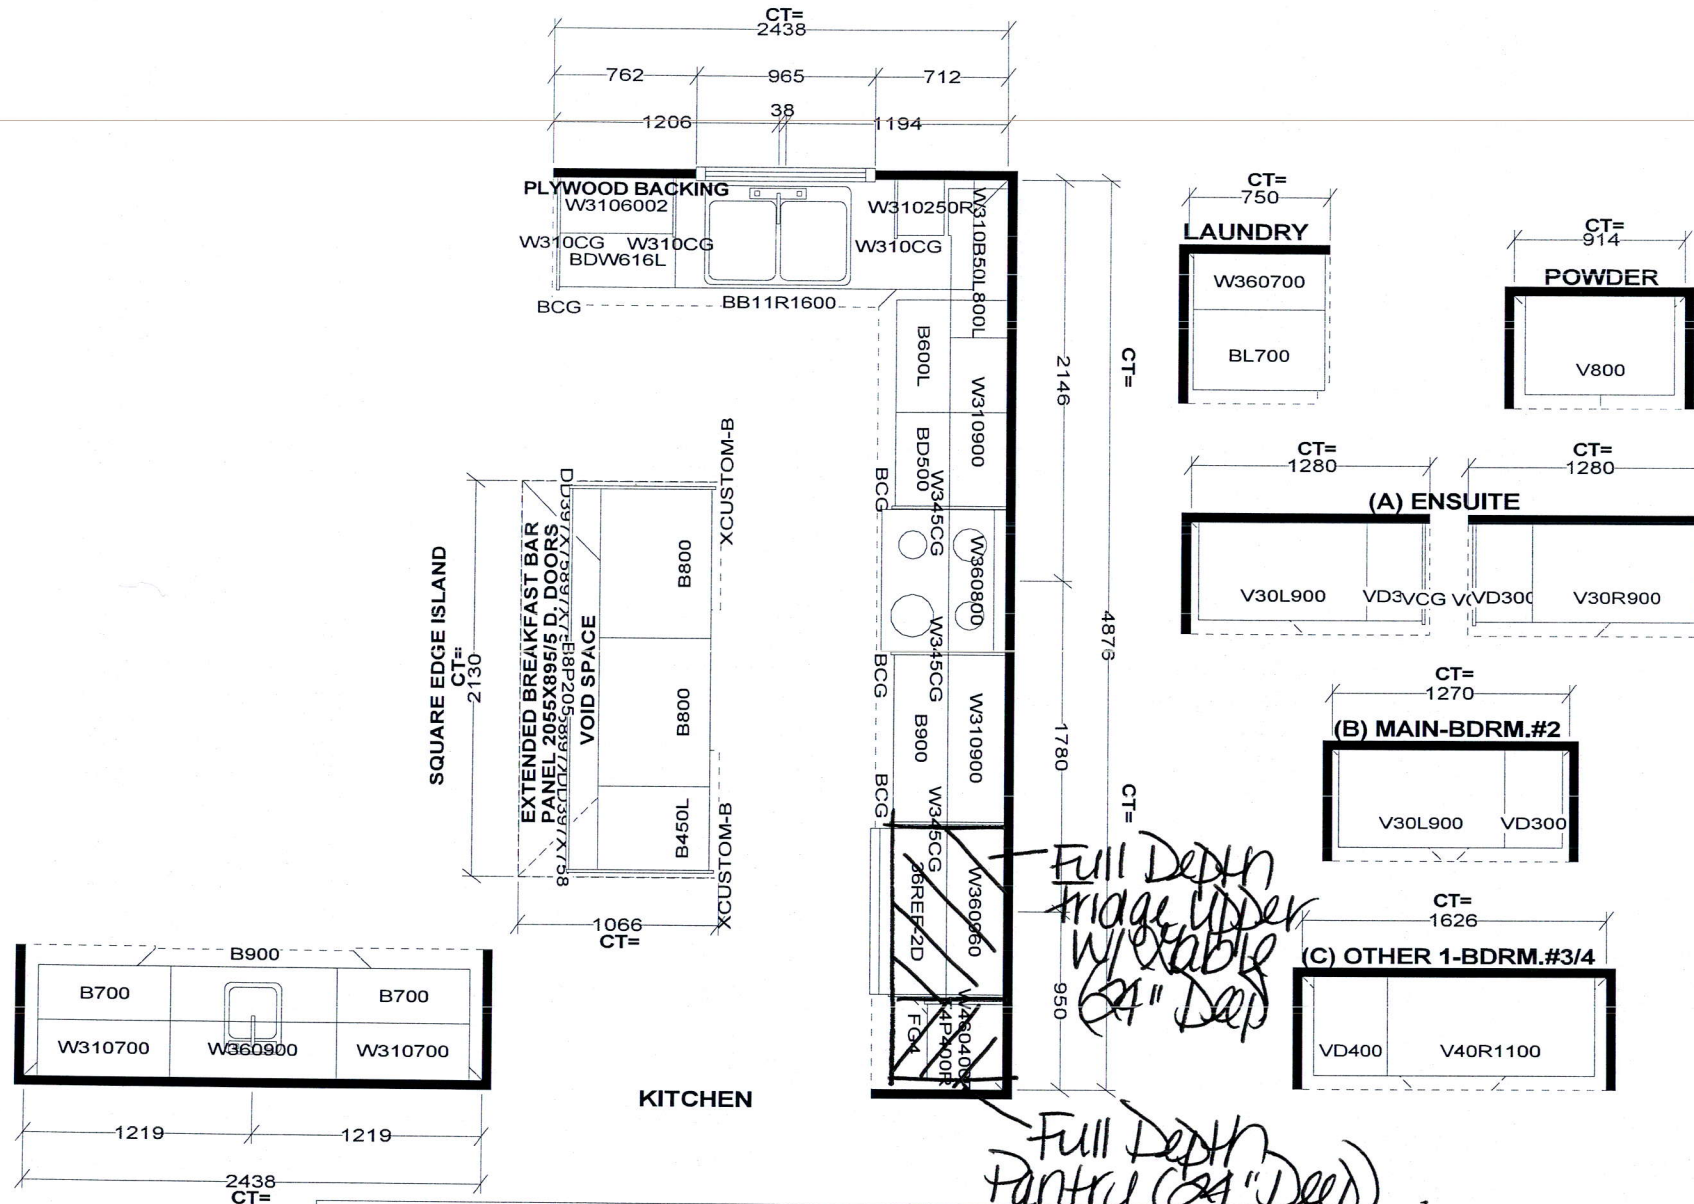 CT=
2438
762
965
712
38
1206
1194
PLYWOOD BACKING
W3106002
W310CG
W310CG
BDW616L
W310250R
W310CG
BCG
BB11R1600
W310B50L800L
B600L
W310900
BD500
BCG
W345CG
W360800
W345CG
BCG
B900
W310900
BCG
W345CG
36REF-2D
W360960
FG4
2146
1780
950
CT=
4876
CT=
Full Depth
Fridge upper
W/ Gable
(24" Deep)
Full Depth
Pantry (24" Deep)
SQUARE EDGE ISLAND
CT=
2130
EXTENDED BREAKFAST BAR
PANEL 2055X895/5 D. DOORS
VOID SPACE
B800
B800
B450L
XCUSTOM-B
XCUSTOM-B
1066
CT=
B900
B700
B700
W310700
W360900
W310700
1219
1219
2438
CT=
KITCHEN
CT=
750
LAUNDRY
W360700
BL700
CT=
914
POWDER
V800
CT=
1280
CT=
1280
(A) ENSUITE
V30L900
VD3
VCG
VD300
V30R900
CT=
1270
(B) MAIN-BDRM.#2
V30L900
VD300
CT=
1626
(C) OTHER 1-BDRM.#3/4
VD400
V40R1100